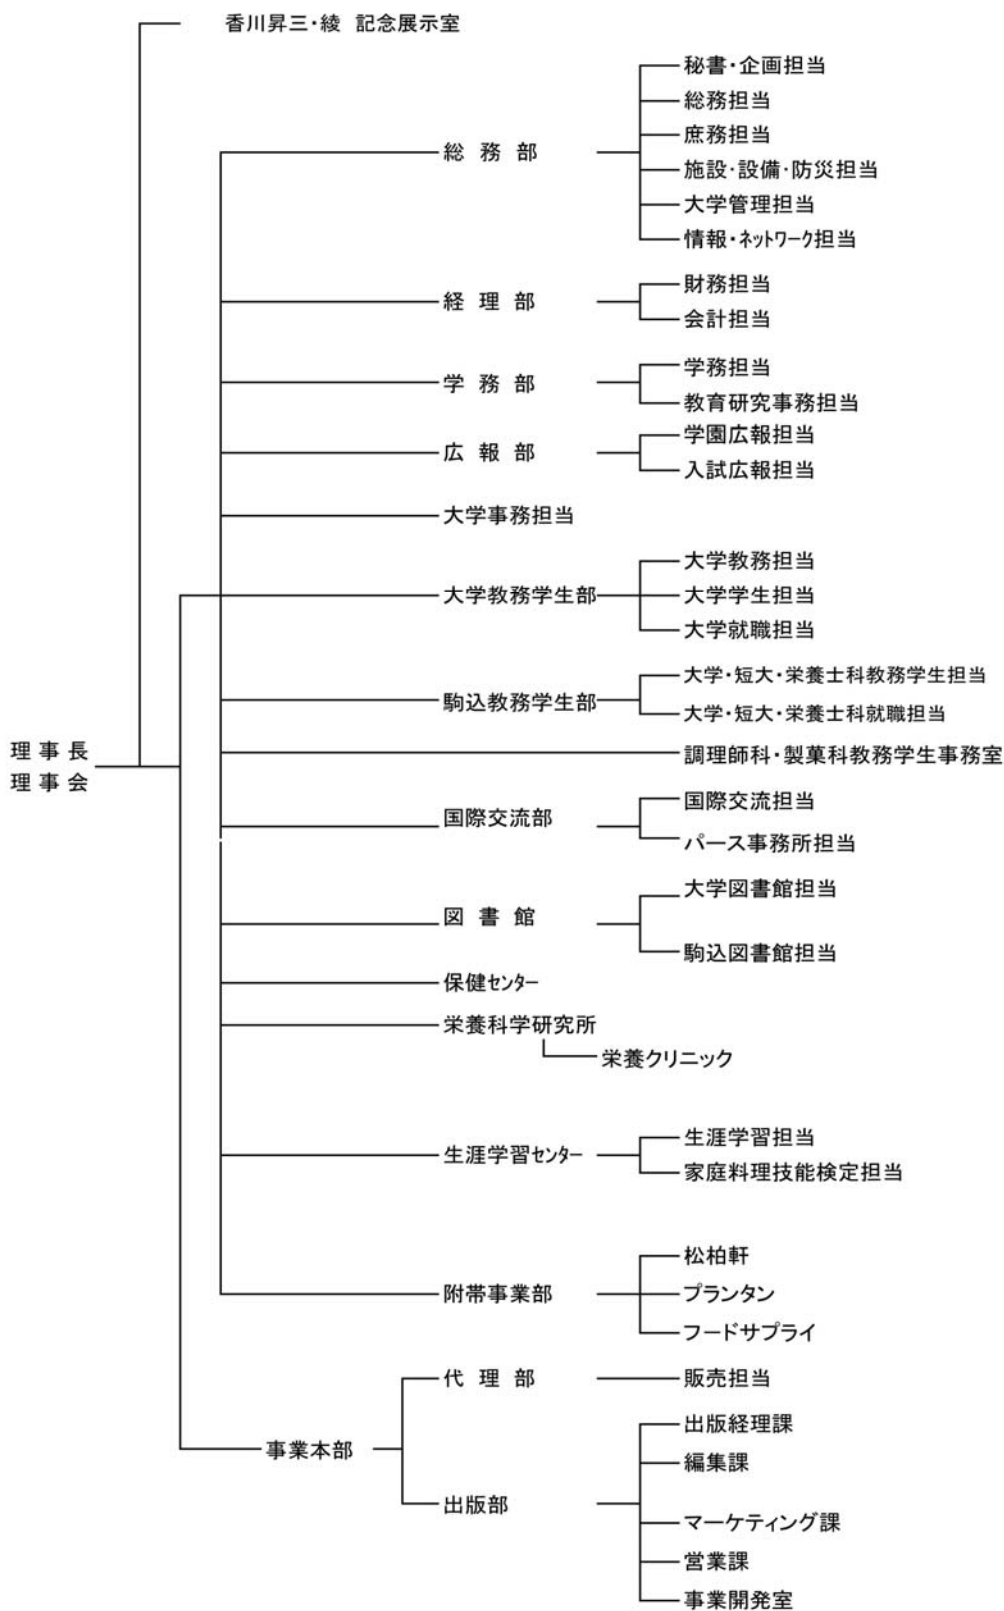 香川昇三・綾 記念展示室
秘書・企画担当
総務担当
庶務担当
総務部
施設・設備・防災担当
大学管理担当
情報・ネットワーク担当
財務担当
経理部
会計担当
学務担当
学務部
教育研究事務担当
学園広報担当
広報部
入試広報担当
大学事務担当
大学教務担当
大学教務学生部
大学学生担当
大学就職担当
大学・短大・栄養士科教務学生担当
駒込教務学生部
大学・短大・栄養士科就職担当
理事長
理事会
調理師科・製菓科教務学生事務室
国際交流担当
国際交流部
パース事務所担当
大学図書館担当
図書館
駒込図書館担当
保健センター
栄養科学研究所
栄養クリニック
生涯学習担当
生涯学習センター
家庭料理技能検定担当
松柏軒
附帯事業部
プランタン
フードサプライ
代理部
販売担当
出版経理課
事業本部
編集課
出版部
マーケティング課
営業課
事業開発室